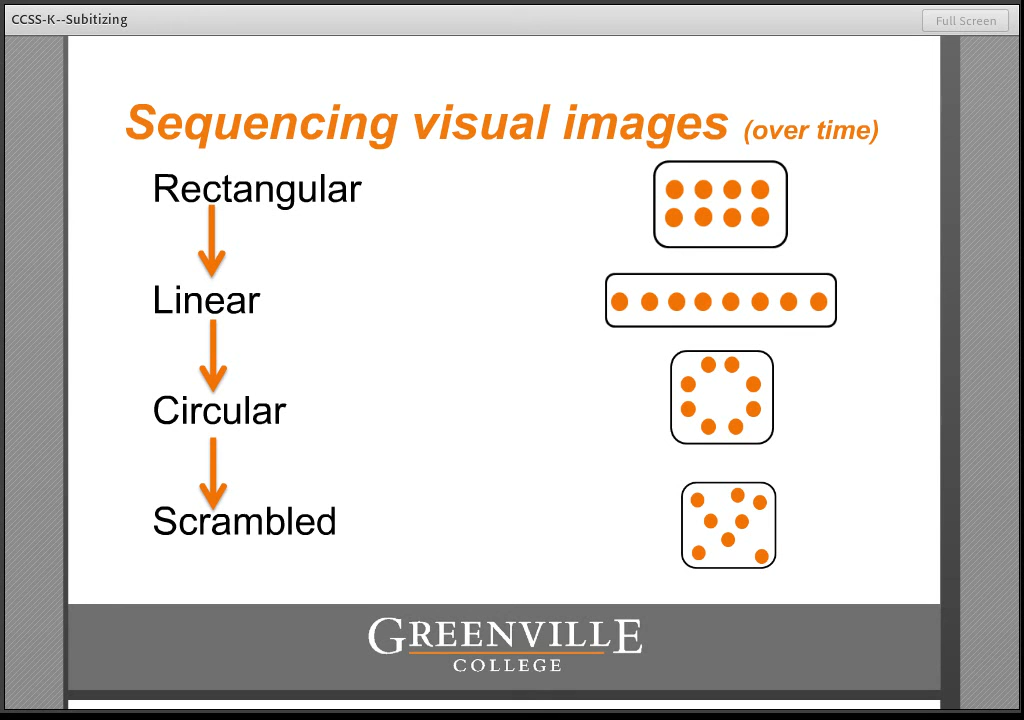 CCSS-K--Subitizing
Full Screen
Sequencing visual images (over time)
Rectangular
Linear
Circular
Scrambled
GREENVILLE
COLLEGE